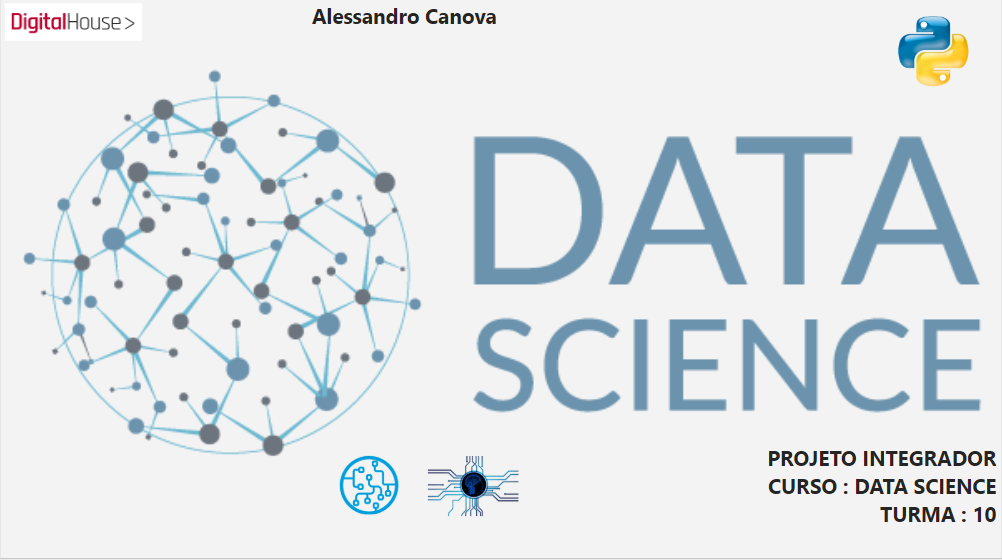 DigitalHouse>
Alessandro Canova
DATA
SCIENCE
PROJETO INTEGRADOR
CURSO : DATA SCIENCE
TURMA : 10